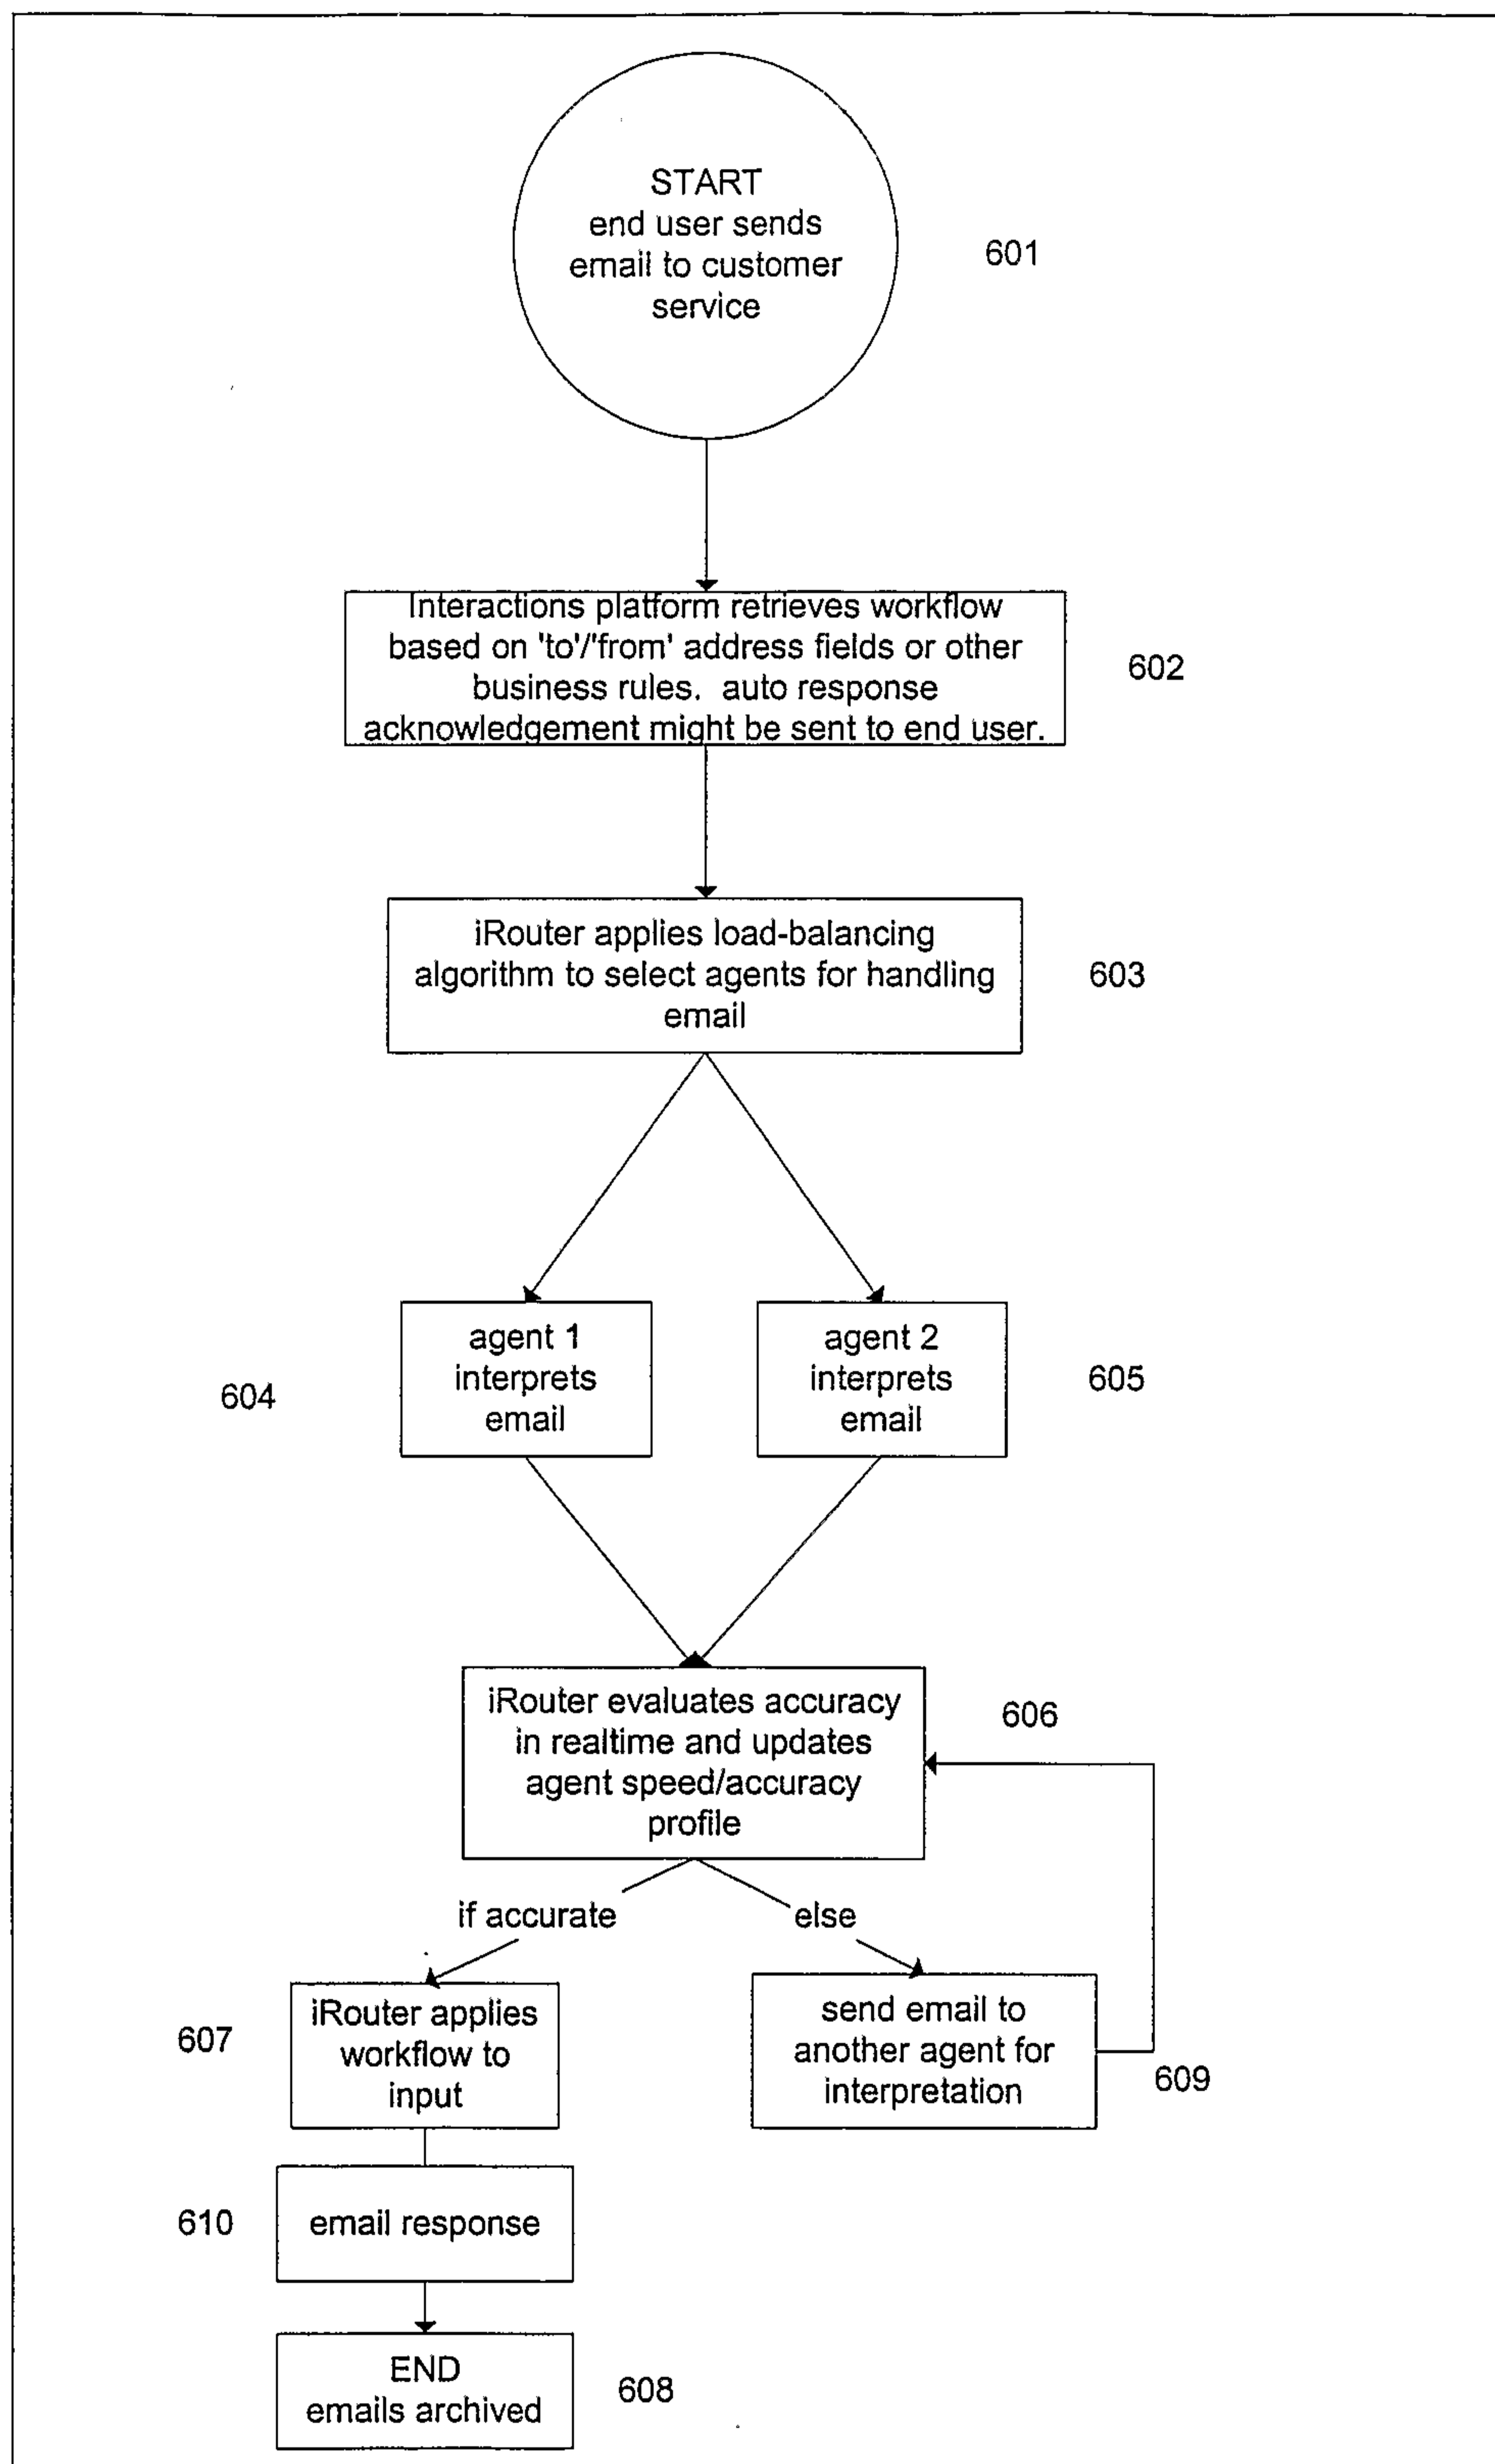 START
end user sends
email to customer
service
601
Interactions platform retrieves workflow
based on 'to'/'from' address fields or other
business rules. auto response
acknowledgement might be sent to end user.
602
iRouter applies load-balancing
algorithm to select agents for handling
email
603
agent 1
interprets
email
604
agent 2
interprets
email
605
iRouter evaluates accuracy
in realtime and updates
agent speed/accuracy
profile
606
if accurate
else
iRouter applies
workflow to
input
607
send email to
another agent for
interpretation
609
email response
610
END
emails archived
608